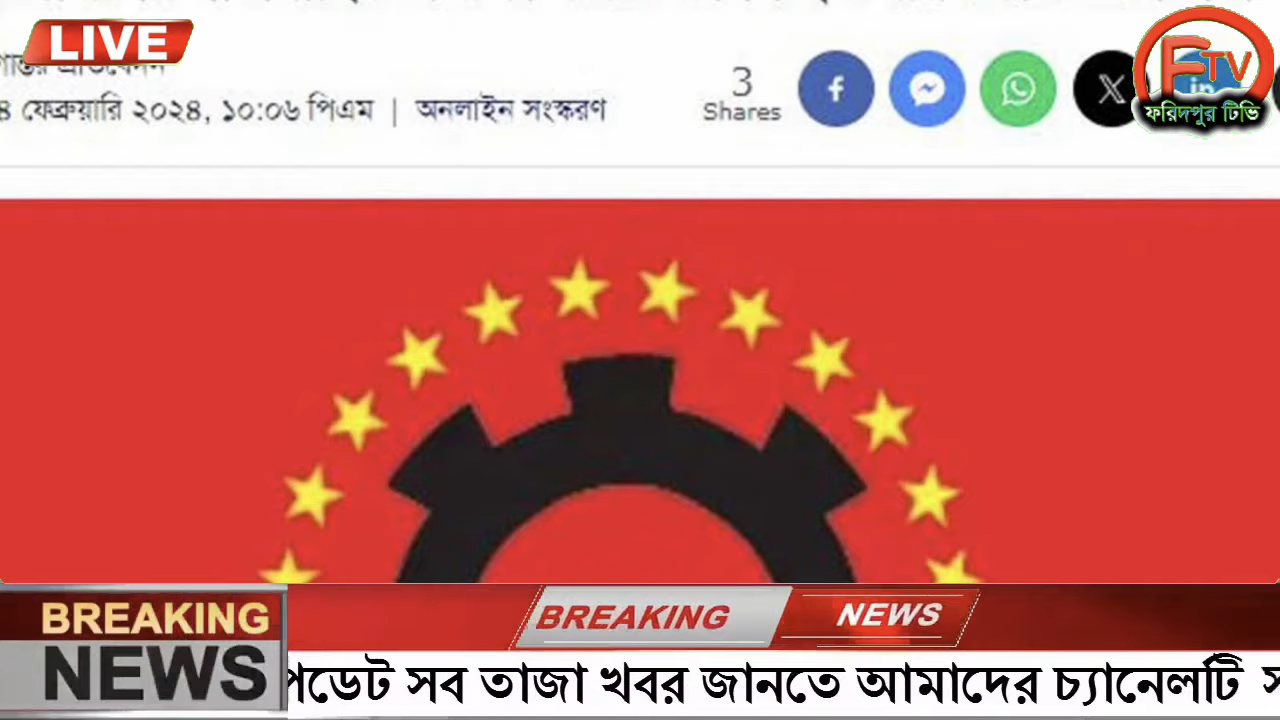 LIVE
৪ ফেব্রুয়ারি ২০২৪, ১০:০৬ পিএম | অনলাইন সংস্করণ
3
Shares
FTV
in
ফরিদপুর টিভি
BREAKING NEWS
BREAKING
NEWS
পডেট সব তাজা খবর জানতে আমাদের চ্যানেলটি